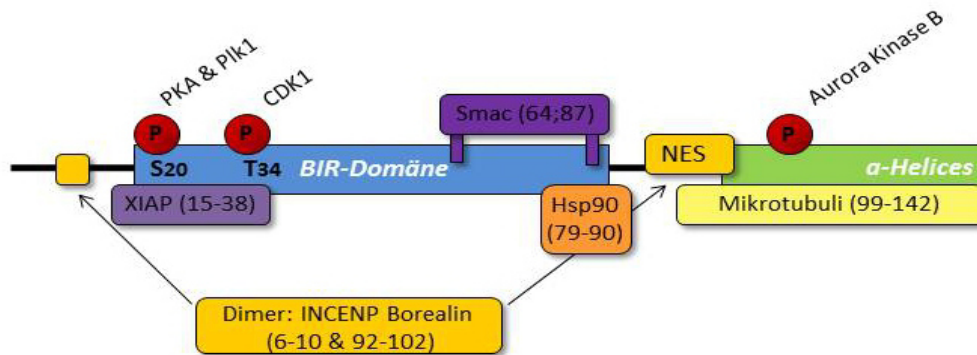 PKA & Plk1
CDK1
Aurora Kinase B
P
P
P
Smac (64;87)
NES
S20
T34
BIR-Domäne
α-Helices
XIAP (15-38)
Hsp90
(79-90)
Mikrotubuli (99-142)
Dimer: INCENP Borealin
(6-10 & 92-102)